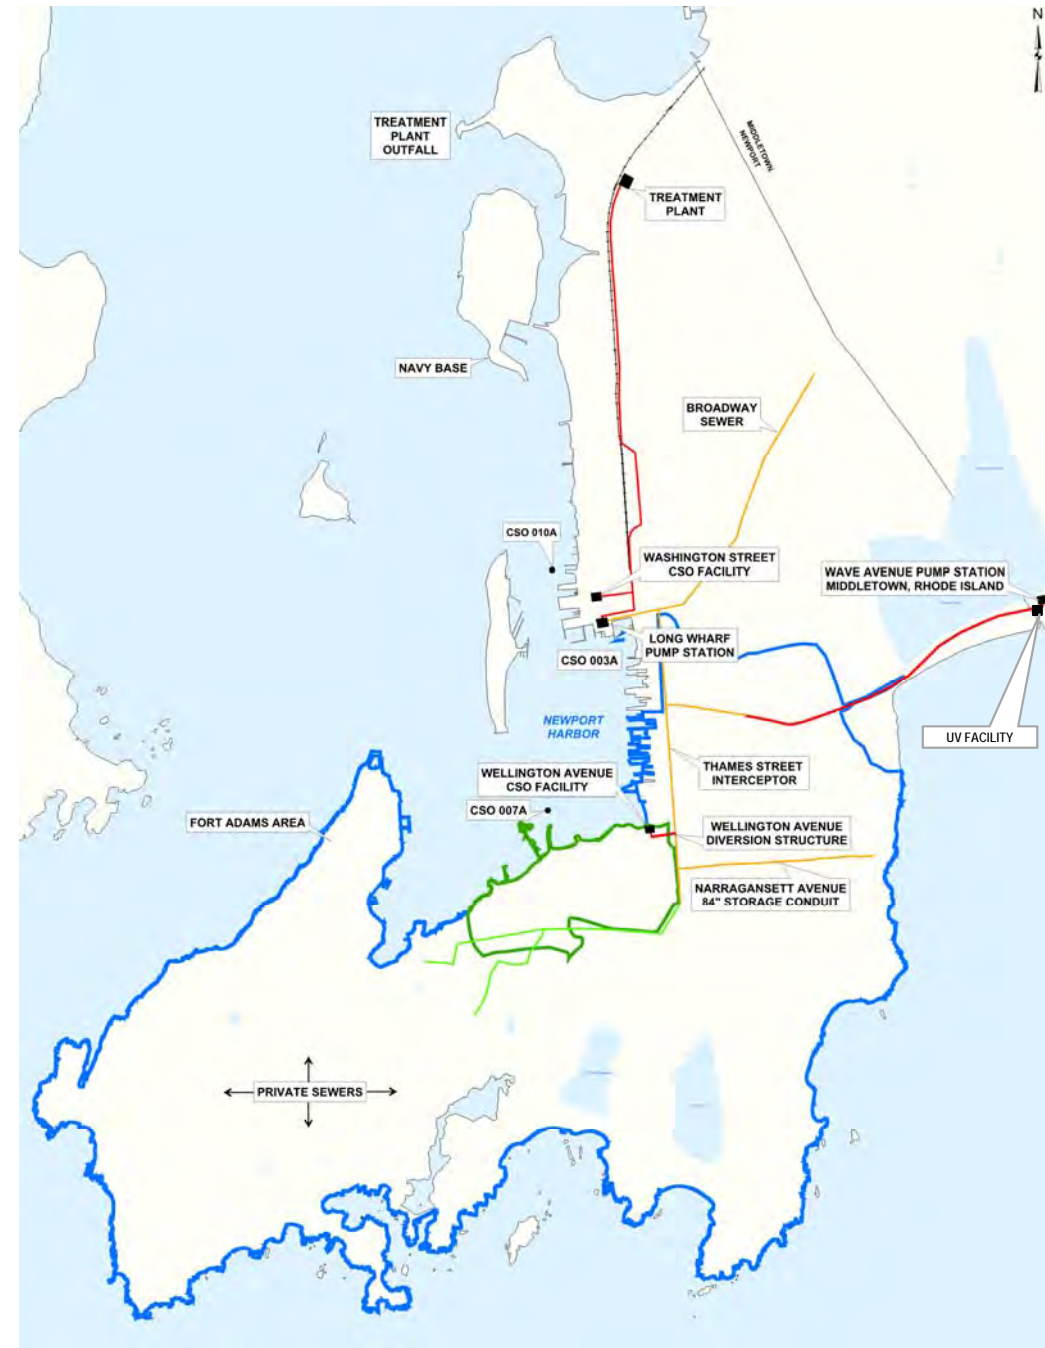 N
TREATMENT
PLANT
OUTFALL
MIDDLETOWN
NEWPORT
TREATMENT
PLANT
NAVY BASE
BROADWAY
SEWER
CSO 010A
WASHINGTON STREET
CSO FACILITY
WAVE AVENUE PUMP STATION
MIDDLETOWN, RHODE ISLAND
LONG WHARF
PUMP STATION
CSO 003A
NEWPORT
HARBOR
UV FACILITY
THAMES STREET
INTERCEPTOR
WELLINGTON AVENUE
CSO FACILITY
CSO 007A
FORT ADAMS AREA
WELLINGTON AVENUE
DIVERSION STRUCTURE
NARRAGANSETT AVENUE
84" STORAGE CONDUIT
PRIVATE SEWERS